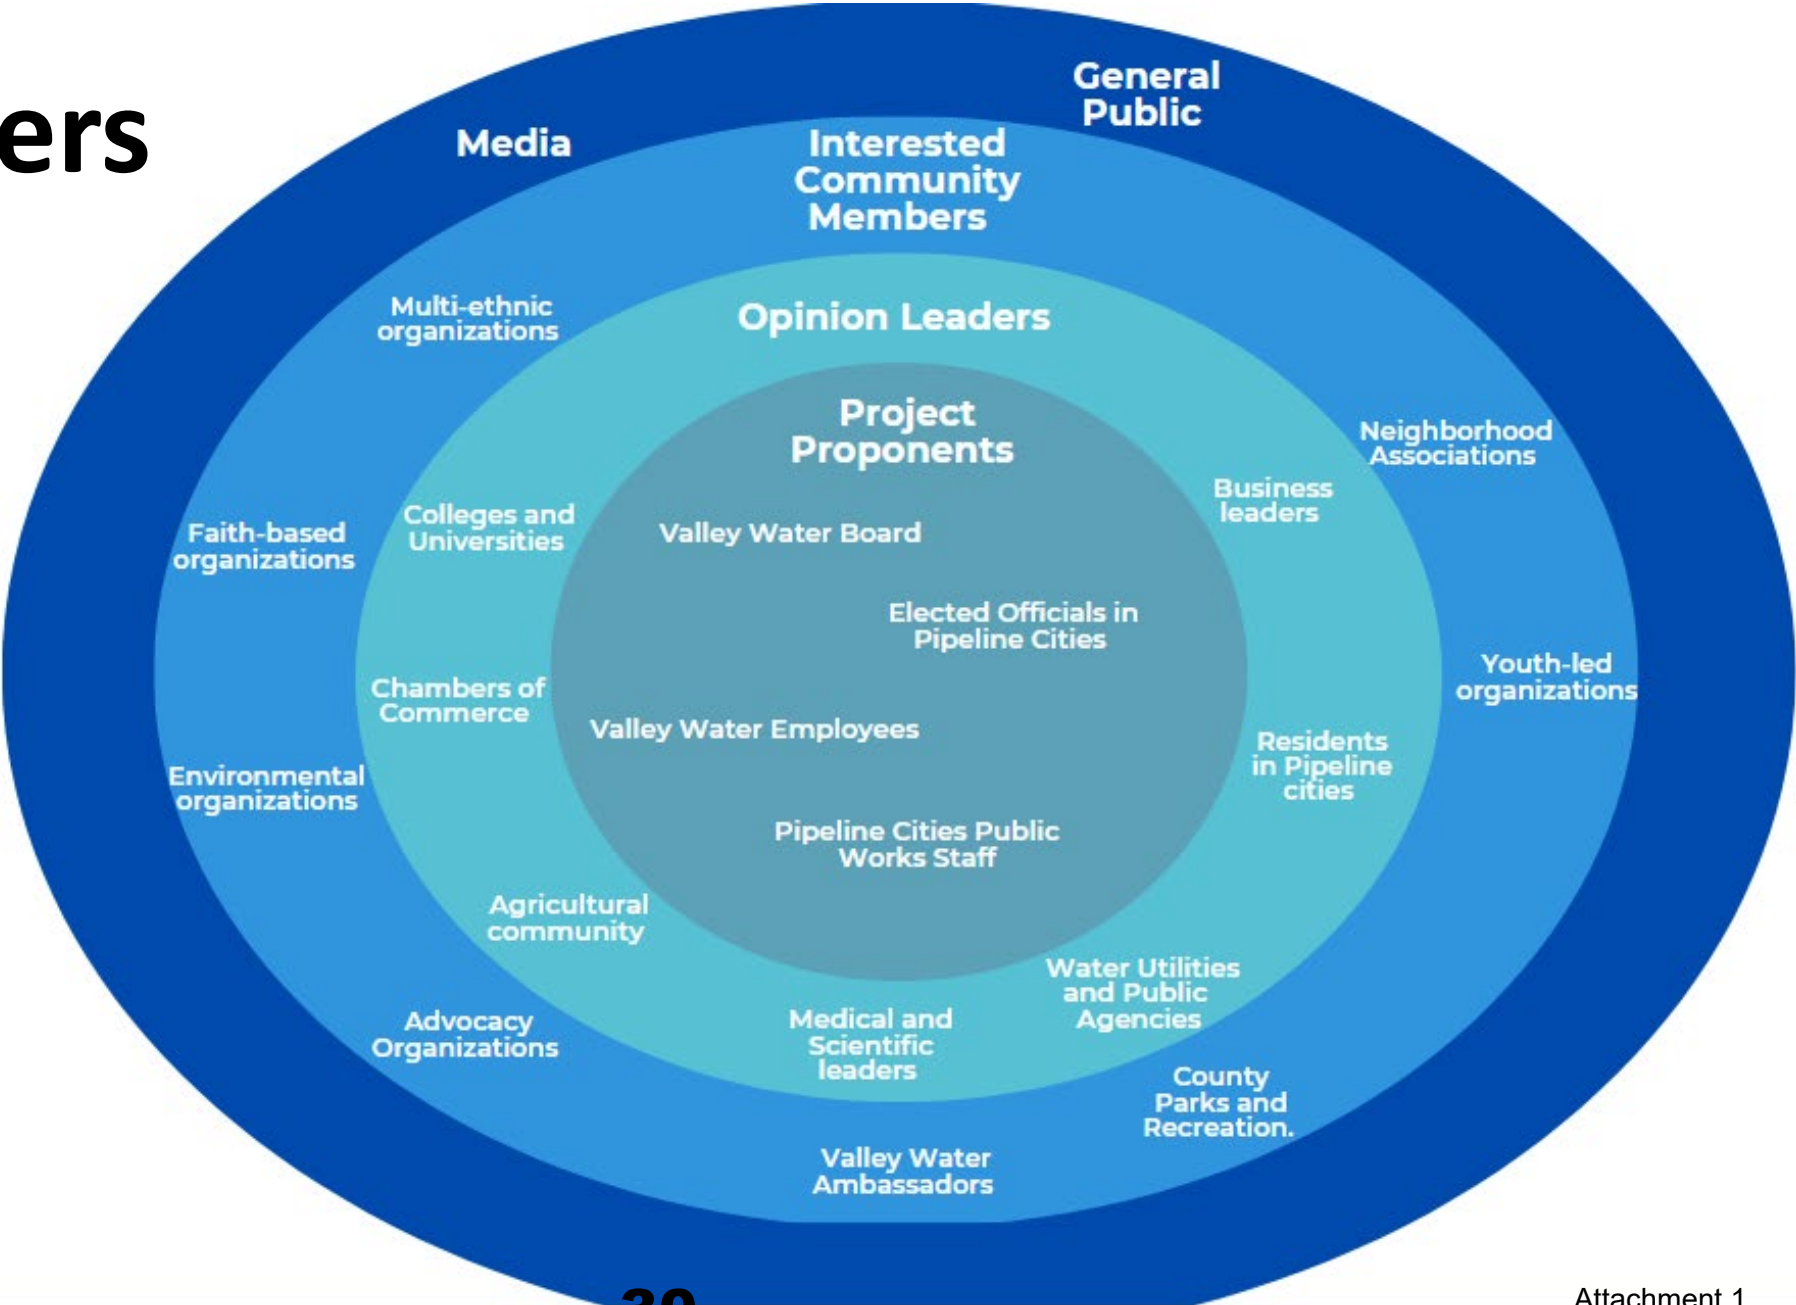 ers
General
Public
Media
Interested
Community
Members
Multi-ethnic
organizations
Opinion Leaders
Project
Proponents
Neighborhood
Associations
Business
leaders
Colleges and
Universities
Faith-based
organizations
Valley Water Board
Elected Officials in
Pipeline Cities
Youth-led
organizations
Chambers of
Commerce
Valley Water Employees
Residents
in Pipeline
cities
Environmental
organizations
Pipeline Cities Public
Works Staff
Agricultural
community
Water Utilities
and Public
Agencies
Medical and
Scientific
leaders
Advocacy
Organizations
County
Parks and
Recreation.
Valley Water
Ambassadors
Attachment 1